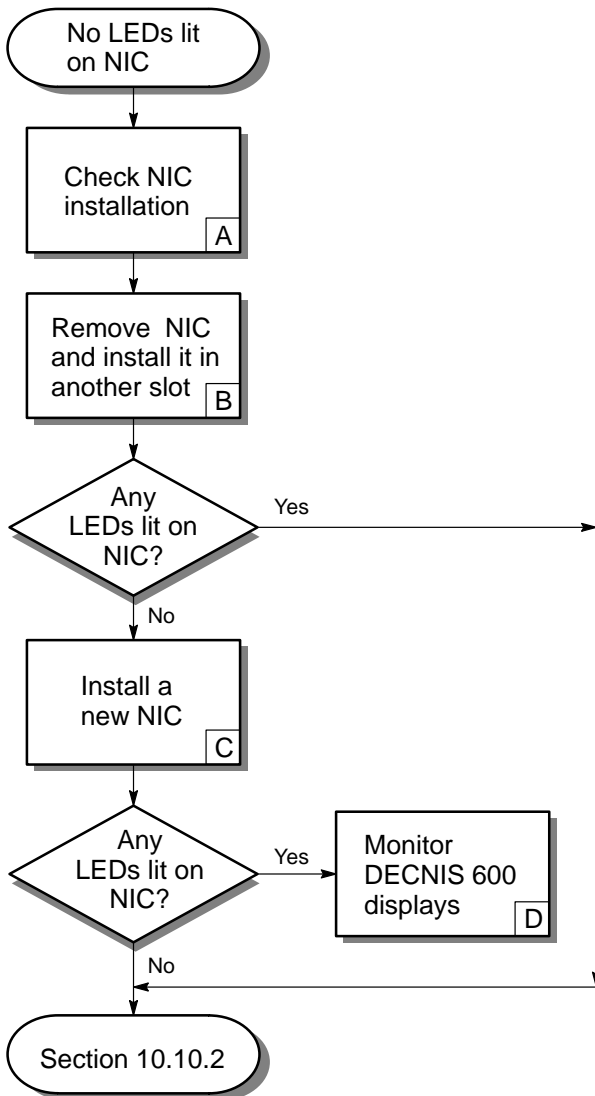 No LEDs lit
on NIC
Check NIC
installation
A
Remove NIC
and install it in
another slot
B
Any
LEDs lit on
NIC?
Yes
No
Install a
new NIC
C
Any
LEDs lit on
NIC?
Yes
Monitor
DECNIS 600
displays
D
No
Section 10.10.2